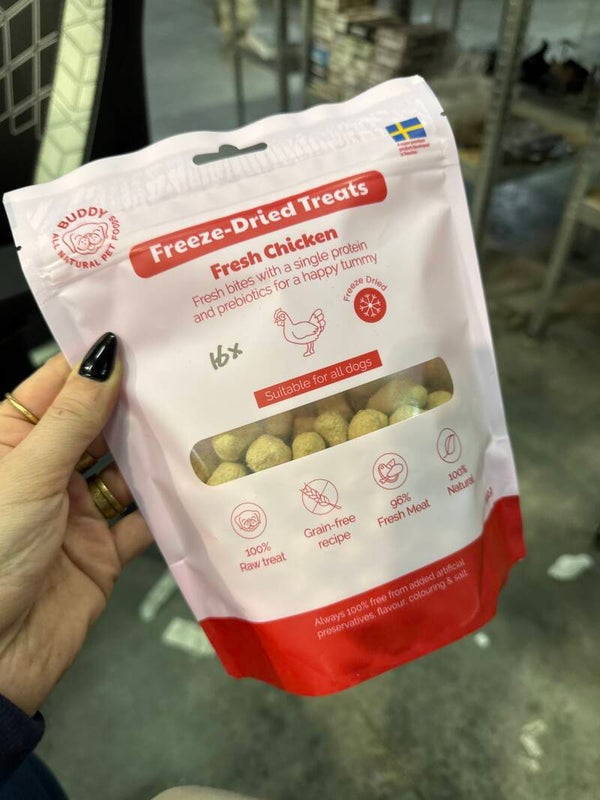 BUDDY
ALL NATURAL PET FOODS
Freeze-Dried Treats
Fresh Chicken
Fresh bites with a single protein
and prebiotics for a happy tummy
Freeze Dried
16x
Suitable for all dogs
100%
Raw treat
Grain-free
recipe
96%
Fresh Meat
100%
Natural
Always 100% free from added artificial
preservatives, flavour, colouring & salt